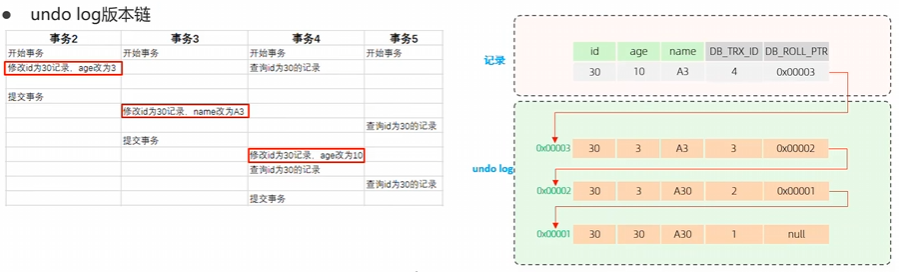 ● undo log版本链
事务2 事务3 事务4 事务5
开始事务 开始事务 开始事务 开始事务
修改id为30记录、age改为3 查询id为30的记录
提交事务
修改id为30记录、name改为A3
查询id为30的记录
提交事务
修改id为30记录、age改为10
查询id为30的记录
查询id为30的记录
提交事务
记录
id age name DB_TRX_ID DB_ROLL_PTR
30 10 A3 4 0x00003
undo log
0x00003 30 3 A3 3 0x00002
0x00002 30 3 A30 2 0x00001
0x00001 30 30 A30 1 null